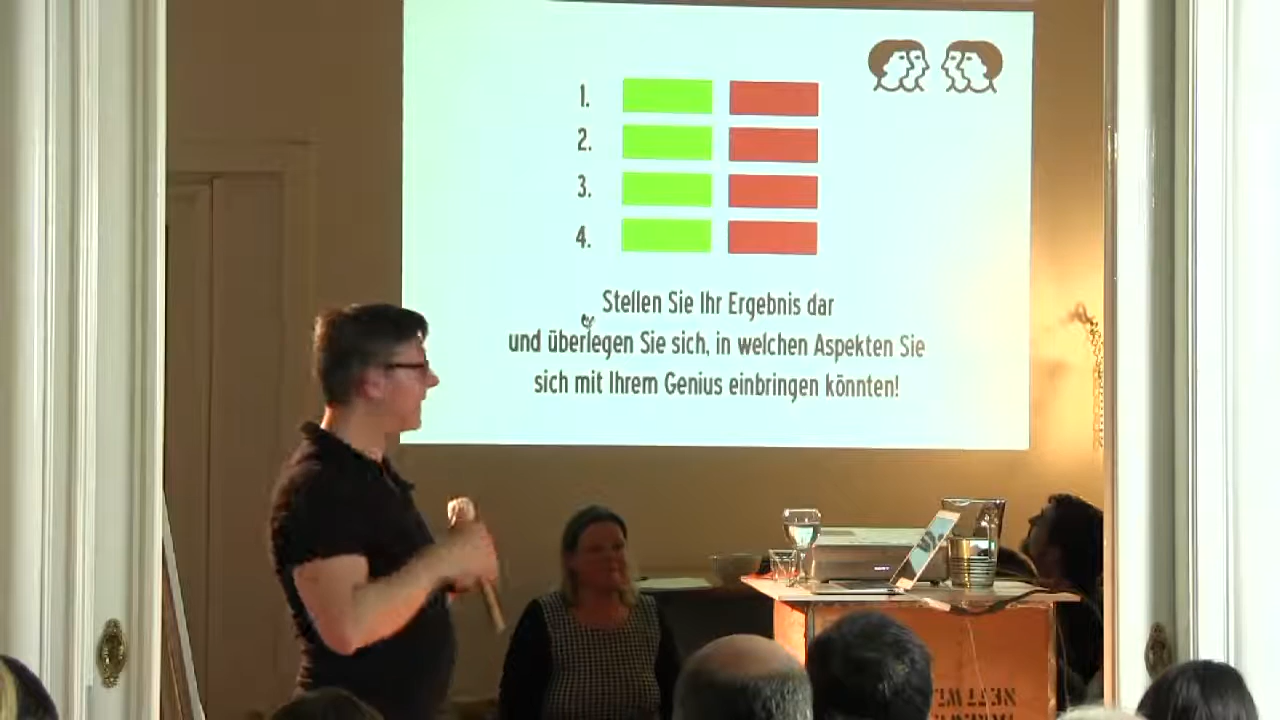 1.
2.
3.
4.
Stellen Sie Ihr Ergebnis dar
und überlegen Sie sich, in welchen Aspekten Sie
sich mit Ihrem Genius einbringen könnten!